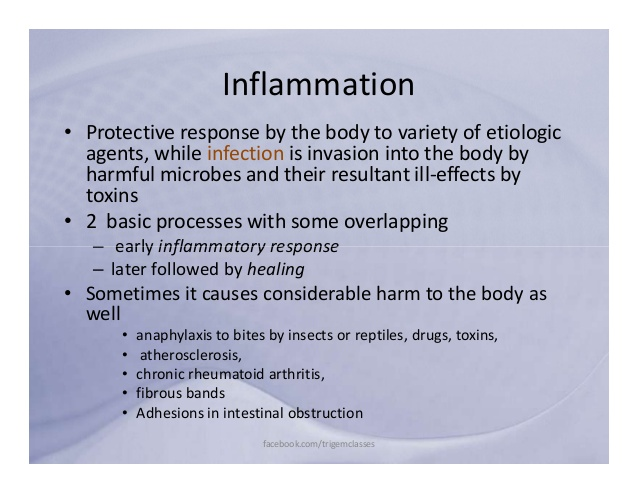 Inflammation
• Protective response by the body to variety of etiologic
agents, while infection is invasion into the body by
harmful microbes and their resultant ill-effects by
toxins
• 2 basic processes with some overlapping
– early inflammatory response
– later followed by healing
• Sometimes it causes considerable harm to the body as
well
• anaphylaxis to bites by insects or reptiles, drugs, toxins,
• atherosclerosis,
• chronic rheumatoid arthritis,
• fibrous bands
• Adhesions in intestinal obstruction
facebook.com/trigemclasses